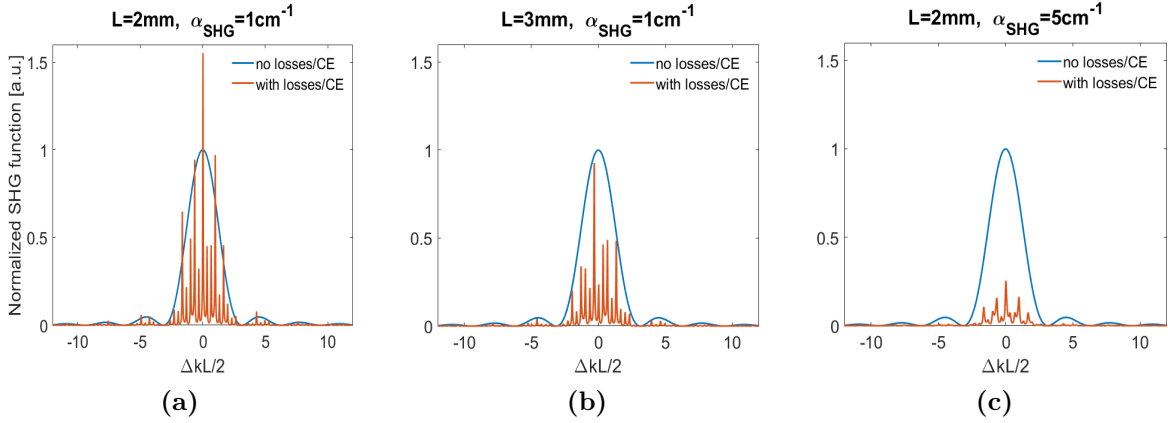 L=2mm, α_SHG=1cm⁻¹
Normalized SHG function [a.u.]
1.5
1
0.5
0
no losses/CE
with losses/CE
-10 -5 0 5 10
ΔkL/2
(a)
L=3mm, α_SHG=1cm⁻¹
1.5
1
0.5
0
no losses/CE
with losses/CE
-10 -5 0 5 10
ΔkL/2
(b)
L=2mm, α_SHG=5cm⁻¹
1.5
1
0.5
0
no losses/CE
with losses/CE
-10 -5 0 5 10
ΔkL/2
(c)